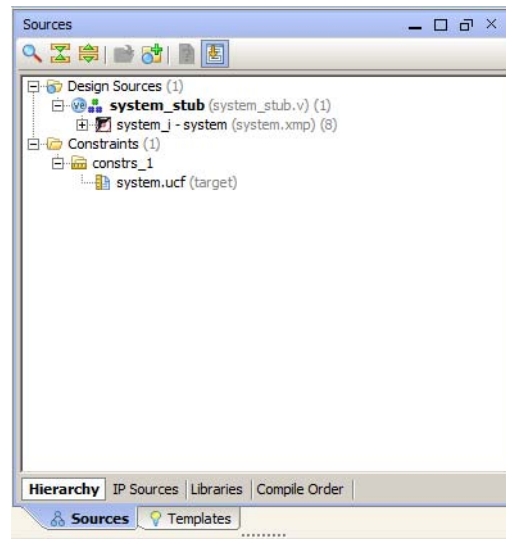 Sources
Design Sources (1)
system_stub (system_stub.v) (1)
system_i - system (system.xmp) (8)
Constraints (1)
constrs_1
system.ucf (target)
Hierarchy IP Sources Libraries Compile Order
Sources Templates